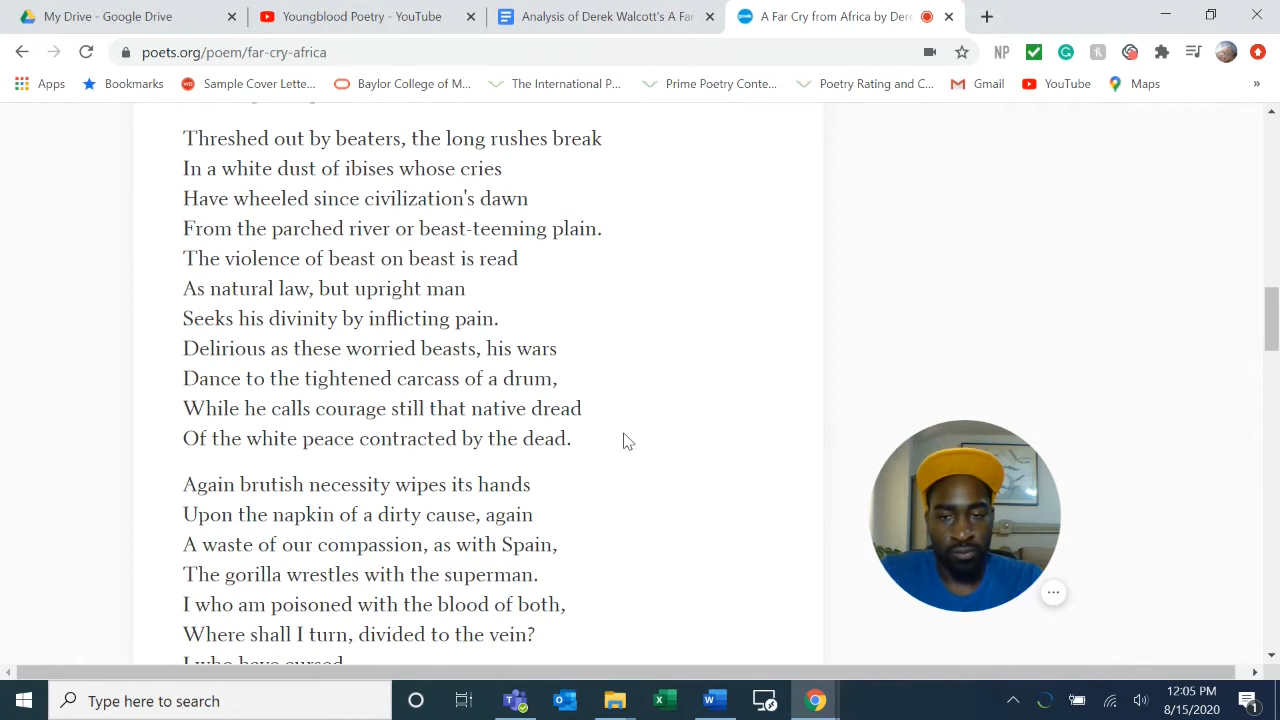 My Drive - Google Drive
Youngblood Poetry - YouTube
Analysis of Derek Walcott's A Far
A Far Cry from Africa by Dere
poets.org/poem/far-cry-africa
NP
Apps
Bookmarks
Sample Cover Lette...
Baylor College of M...
The International P...
Prime Poetry Conte...
Poetry Rating and C...
Gmail
YouTube
Maps
»
Threshed out by beaters, the long rushes break
In a white dust of ibises whose cries
Have wheeled since civilization's dawn
From the parched river or beast-teeming plain.
The violence of beast on beast is read
As natural law, but upright man
Seeks his divinity by inflicting pain.
Delirious as these worried beasts, his wars
Dance to the tightened carcass of a drum,
While he calls courage still that native dread
Of the white peace contracted by the dead.
Again brutish necessity wipes its hands
Upon the napkin of a dirty cause, again
A waste of our compassion, as with Spain,
The gorilla wrestles with the superman.
I who am poisoned with the blood of both,
Where shall I turn, divided to the vein?
I who have cursed
Type here to search
12:05 PM
8/15/2020
1